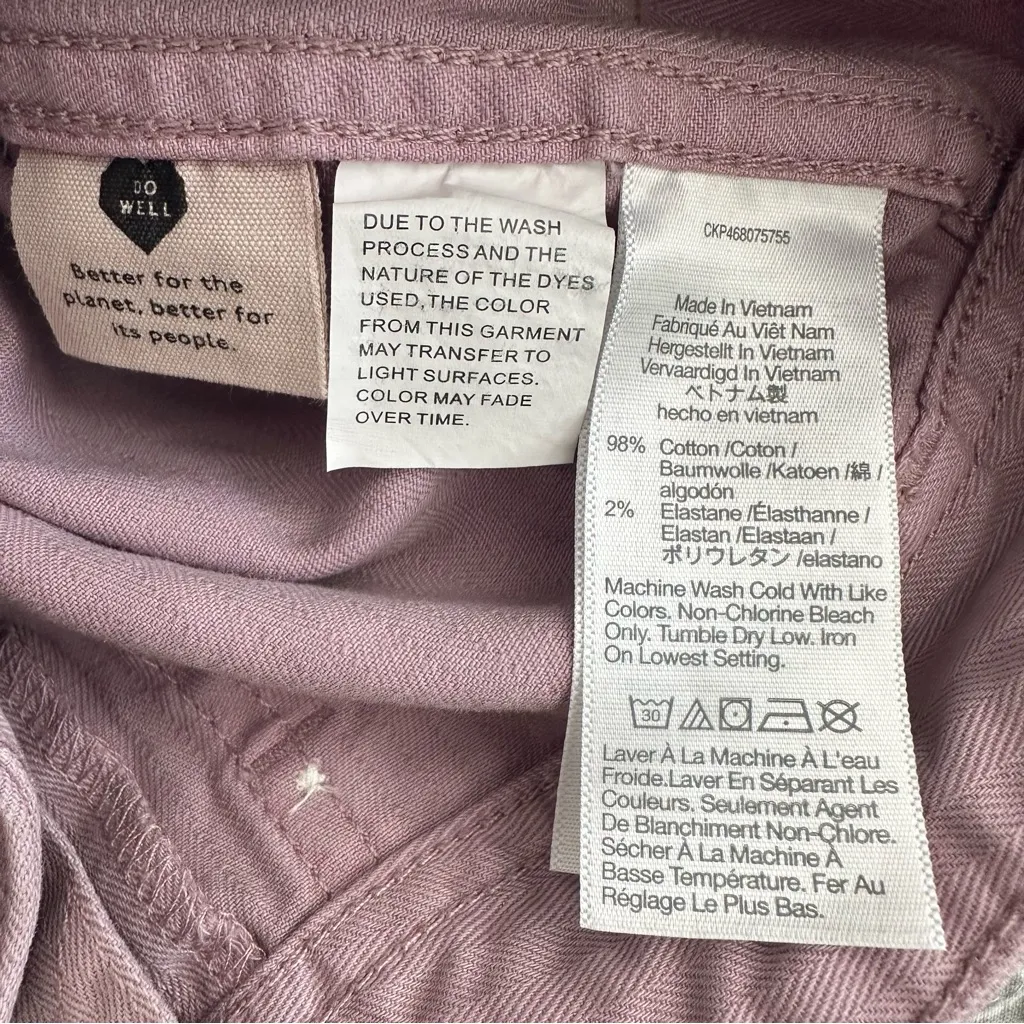 DO
WELL
Better for the
planet, better for
its people.
DUE TO THE WASH
PROCESS AND THE
NATURE OF THE DYES
USED, THE COLOR
FROM THIS GARMENT
MAY TRANSFER TO
LIGHT SURFACES.
COLOR MAY FADE
OVER TIME.
CKP468075755
Made In Vietnam
Fabriqué Au Viêt Nam
Hergestellt In Vietnam
Vervaardigd In Vietnam
ベトナム製
hecho en vietnam
98% Cotton /Coton /
Baumwolle /Katoen /綿 /
algodón
2% Elastane /Élasthanne /
Elastan /Elastaan /
ポリウレタン /elastano
Machine Wash Cold With Like
Colors. Non-Chlorine Bleach
Only. Tumble Dry Low. Iron
On Lowest Setting.
30
Laver À La Machine À L'eau
Froide.Laver En Séparant Les
Couleurs. Seulement Agent
De Blanchiment Non-Chlore.
Sécher À La Machine À
Basse Température. Fer Au
Réglage Le Plus Bas.